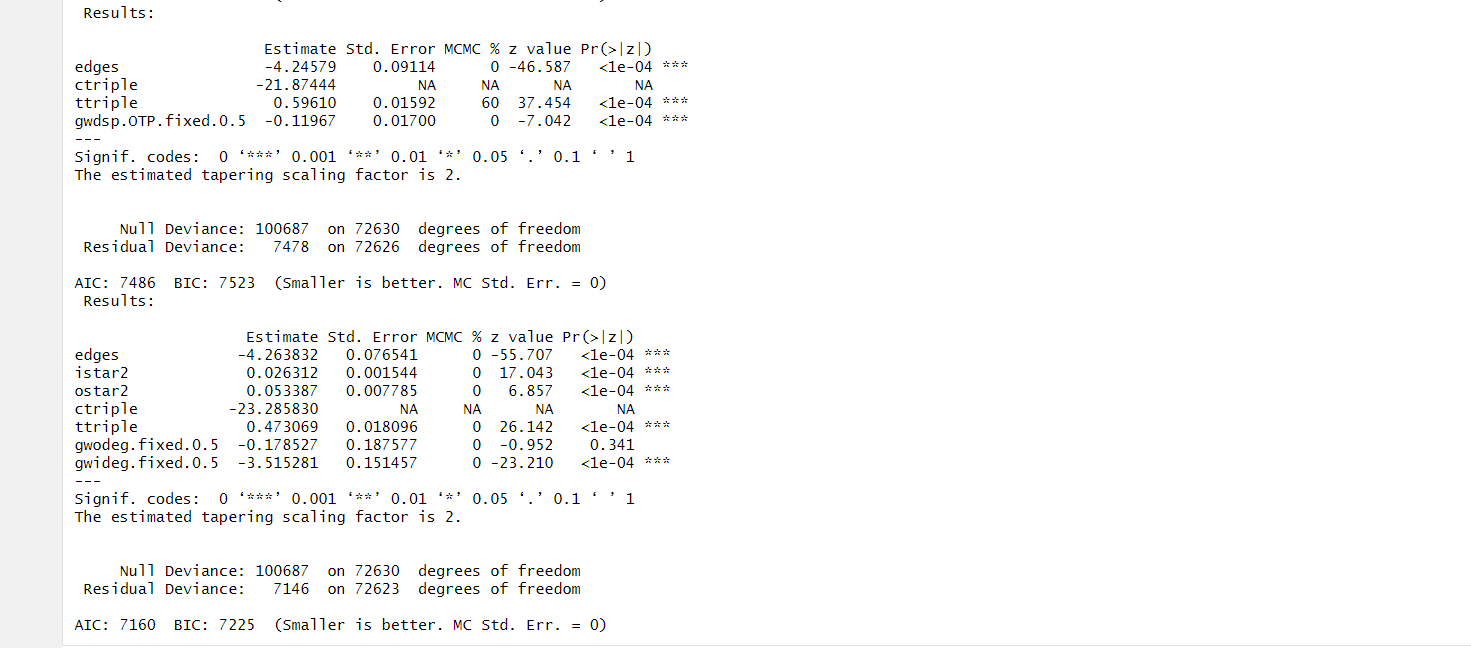 Results:
Estimate Std. Error MCMC % z value Pr(>|z|)
edges -4.24579 0.09114 0 -46.587 <1e-04 ***
ctriple -21.87444 NA NA NA NA
ttriple 0.59610 0.01592 60 37.454 <1e-04 ***
gwdsp.OTP.fixed.0.5 -0.11967 0.01700 0 -7.042 <1e-04 ***
---
Signif. codes: 0 ‘***’ 0.001 ‘**’ 0.01 ‘*’ 0.05 ‘.’ 0.1 ‘ ’ 1
The estimated tapering scaling factor is 2.
Null Deviance: 100687 on 72630 degrees of freedom
Residual Deviance: 7478 on 72626 degrees of freedom
AIC: 7486 BIC: 7523 (Smaller is better. MC Std. Err. = 0)
Results:
Estimate Std. Error MCMC % z value Pr(>|z|)
edges -4.263832 0.076541 0 -55.707 <1e-04 ***
istar2 0.026312 0.001544 0 17.043 <1e-04 ***
ostar2 0.053387 0.007785 0 6.857 <1e-04 ***
ctriple -23.285830 NA NA NA NA
ttriple 0.473069 0.018096 0 26.142 <1e-04 ***
gwodeg.fixed.0.5 -0.178527 0.187577 0 -0.952 0.341
gwideg.fixed.0.5 -3.515281 0.151457 0 -23.210 <1e-04 ***
---
Signif. codes: 0 ‘***’ 0.001 ‘**’ 0.01 ‘*’ 0.05 ‘.’ 0.1 ‘ ’ 1
The estimated tapering scaling factor is 2.
Null Deviance: 100687 on 72630 degrees of freedom
Residual Deviance: 7146 on 72623 degrees of freedom
AIC: 7160 BIC: 7225 (Smaller is better. MC Std. Err. = 0)